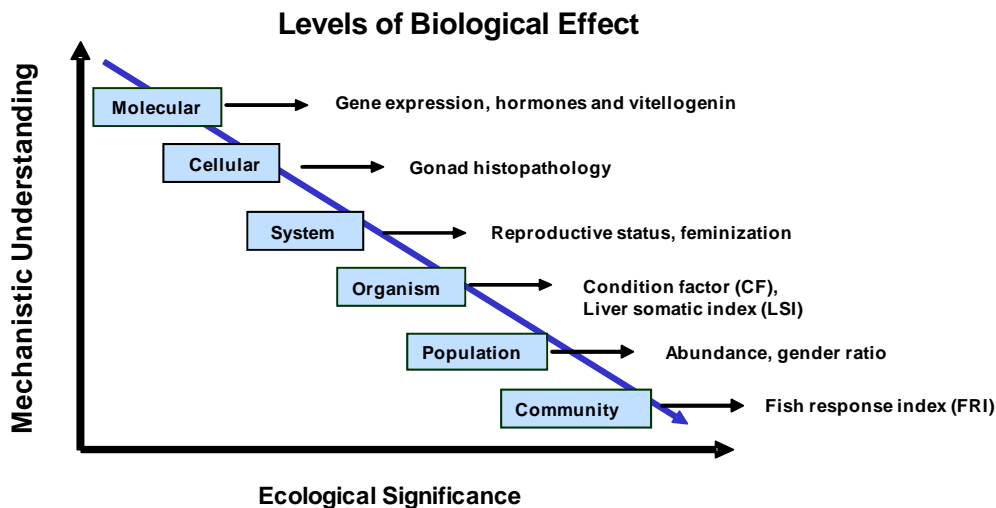 Levels of Biological Effect
Mechanistic Understanding
Molecular
Gene expression, hormones and vitellogenin
Cellular
Gonad histopathology
System
Reproductive status, feminization
Organism
Condition factor (CF),
Liver somatic index (LSI)
Population
Abundance, gender ratio
Community
Fish response index (FRI)
Ecological Significance